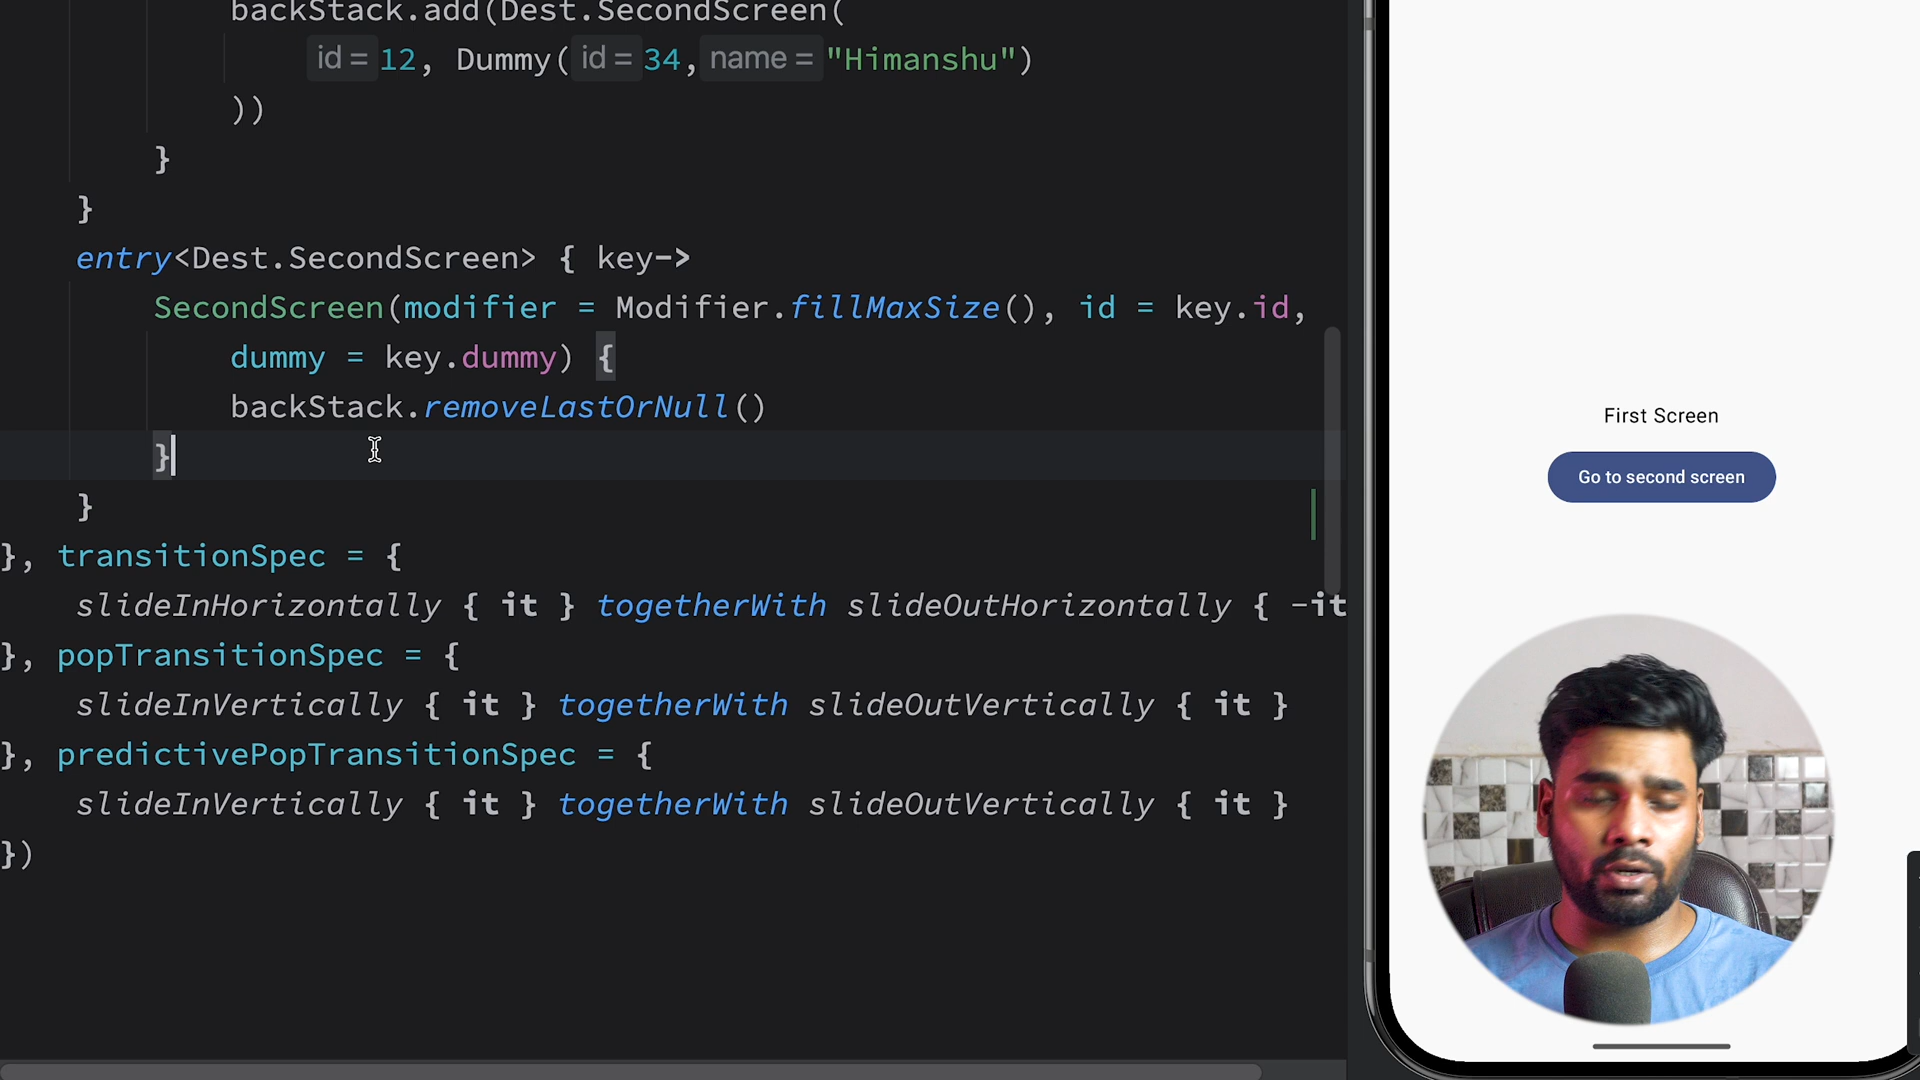 backStack.add(Dest.SecondScreen(
id = 12, Dummy( id = 34, name = "Himanshu")
))
}
}
entry<Dest.SecondScreen> { key->
SecondScreen(modifier = Modifier.fillMaxSize(), id = key.id,
dummy = key.dummy) {
backStack.removeLastOrNull()
}
}
}, transitionSpec = {
slideInHorizontally { it } togetherWith slideOutHorizontally { -it
}, popTransitionSpec = {
slideInVertically { it } togetherWith slideOutVertically { it }
}, predictivePopTransitionSpec = {
slideInVertically { it } togetherWith slideOutVertically { it }
})
First Screen
Go to second screen